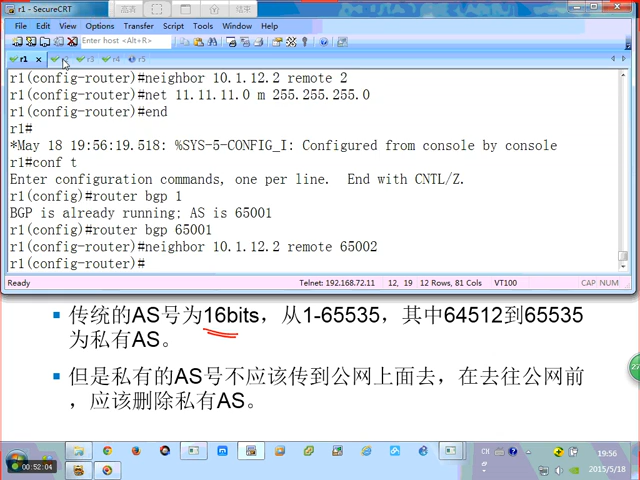 r1 - SecureCRT
File Edit View Options Transfer Script Tools Window Help
Enter host <Alt+R>
r1 r3 r4 r5
r1(config-router)#neighbor 10.1.12.2 remote 2
r1(config-router)#net 11.11.11.0 m 255.255.255.0
r1(config-router)#end
r1#
*May 18 19:56:19.518: %SYS-5-CONFIG_I: Configured from console by console
r1#conf t
Enter configuration commands, one per line. End with CNTL/Z.
r1(config)#router bgp 1
BGP is already running; AS is 65001
r1(config)#router bgp 65001
r1(config-router)#neighbor 10.1.12.2 remote 65002
r1(config-router)#
Ready Telnet: 192.168.72.11 12, 19 12 Rows, 81 Cols VT100 CAP NUM
传统的AS号为16bits，从1-65535，其中64512到65535
为私有AS。
但是私有的AS号不应该传到公网上面去，在去往公网前
，应该删除私有AS。
27
CN 19:56
00:52:04 2015/5/18